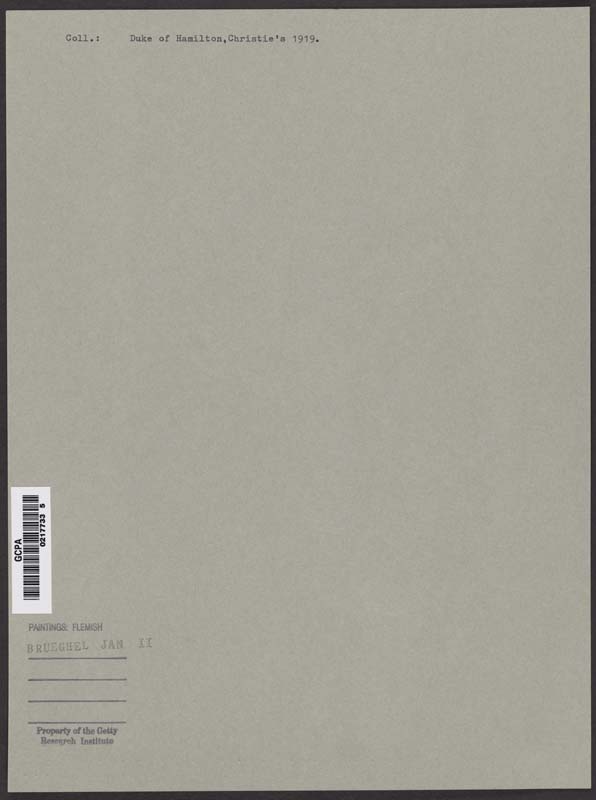 Coll.: Duke of Hamilton,Christie's 1919.
GCPA
0217733 5
PAINTINGS: FLEMISH
BRUEGHEL JAN II
Property of the Getty
Research Institute